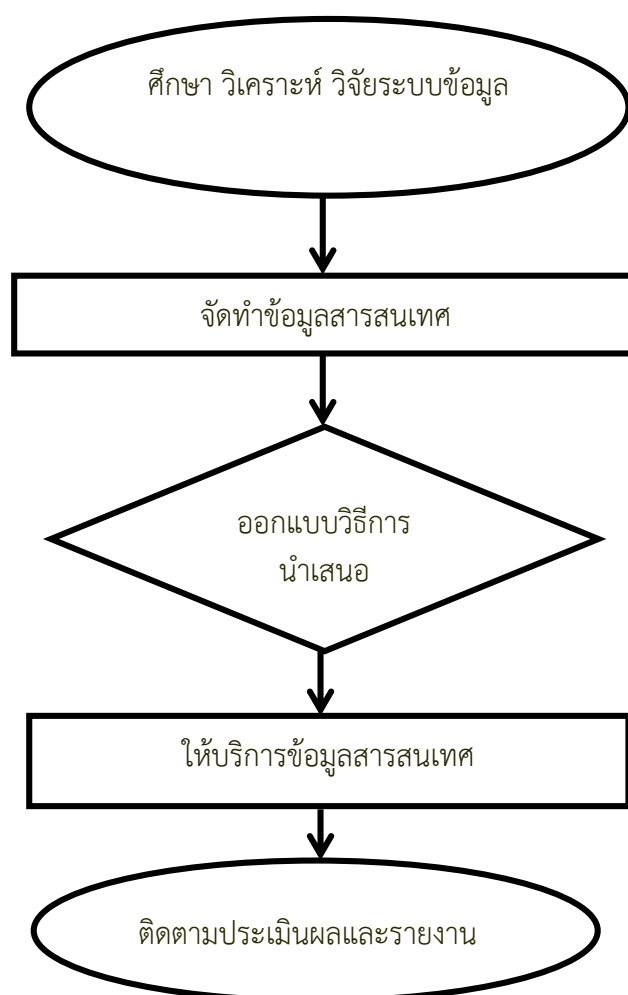 ศึกษา วิเคราะห์ วิจัยระบบข้อมูล
จัดทำข้อมูลสารสนเทศ
ออกแบบวิธีการ
นำเสนอ
ให้บริการข้อมูลสารสนเทศ
ติดตามประเมินผลและรายงาน